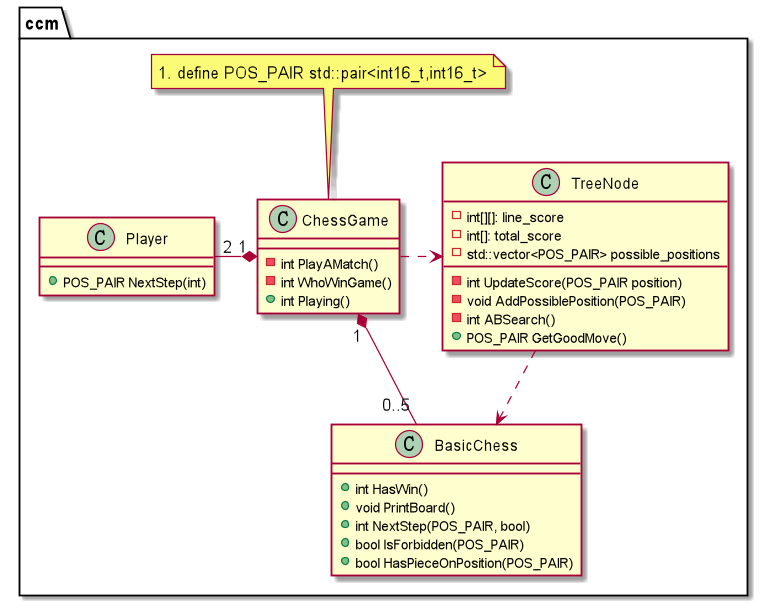 ccm
1. define POS_PAIR std::pair<int16_t,int16_t>
C TreeNode
int[][]: line_score
int[]: total_score
std::vector<POS_PAIR> possible_positions
int UpdateScore(POS_PAIR position)
void AddPossiblePosition(POS_PAIR)
int ABSearch()
POS_PAIR GetGoodMove()
C Player
POS_PAIR NextStep(int)
2 1
C ChessGame
int PlayAMatch()
int WhoWinGame()
int Playing()
1
0..5
C BasicChess
int HasWin()
void PrintBoard()
int NextStep(POS_PAIR, bool)
bool IsForbidden(POS_PAIR)
bool HasPieceOnPosition(POS_PAIR)